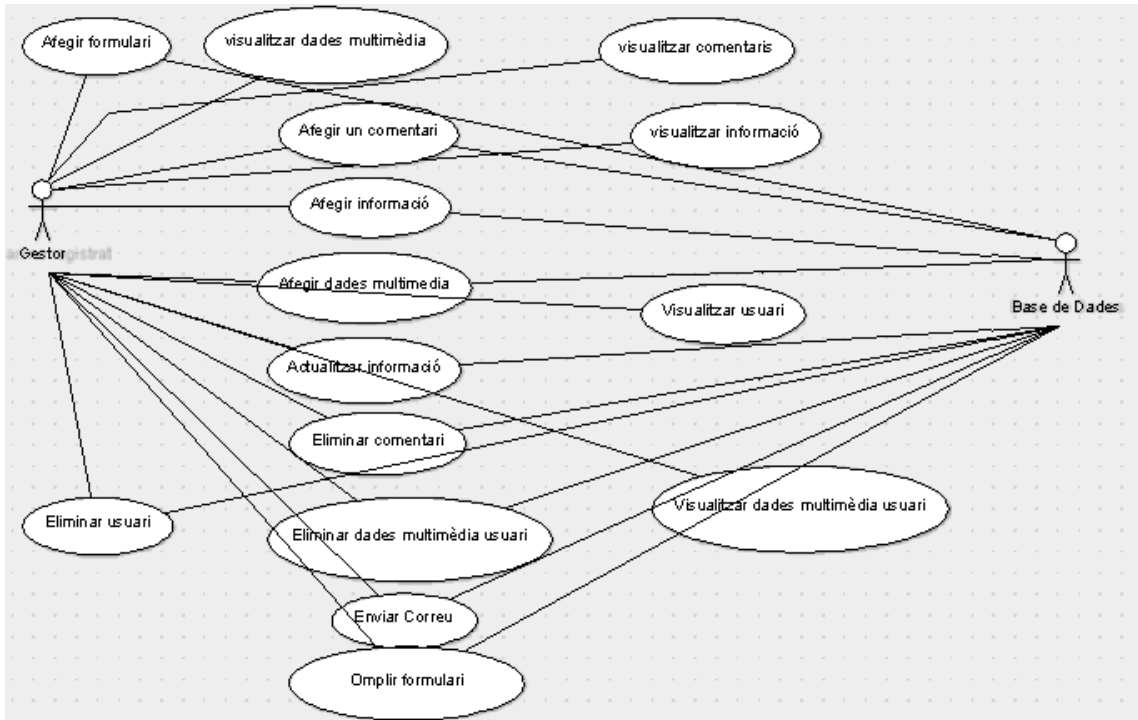 Afegir formulari
visualitzar dades multimèdia
visualitzar comentaris
Afegir un comentari
visualitzar informació
Afegir informació
Gestor
Base de Dades
Afegir dades multimedia
Visualitzar usuari
Actualitzar informació
Eliminar comentari
Visualitzar dades multimèdia usuari
Eliminar usuari
Eliminar dades multimèdia usuari
Enviar Correu
Omplir formulari